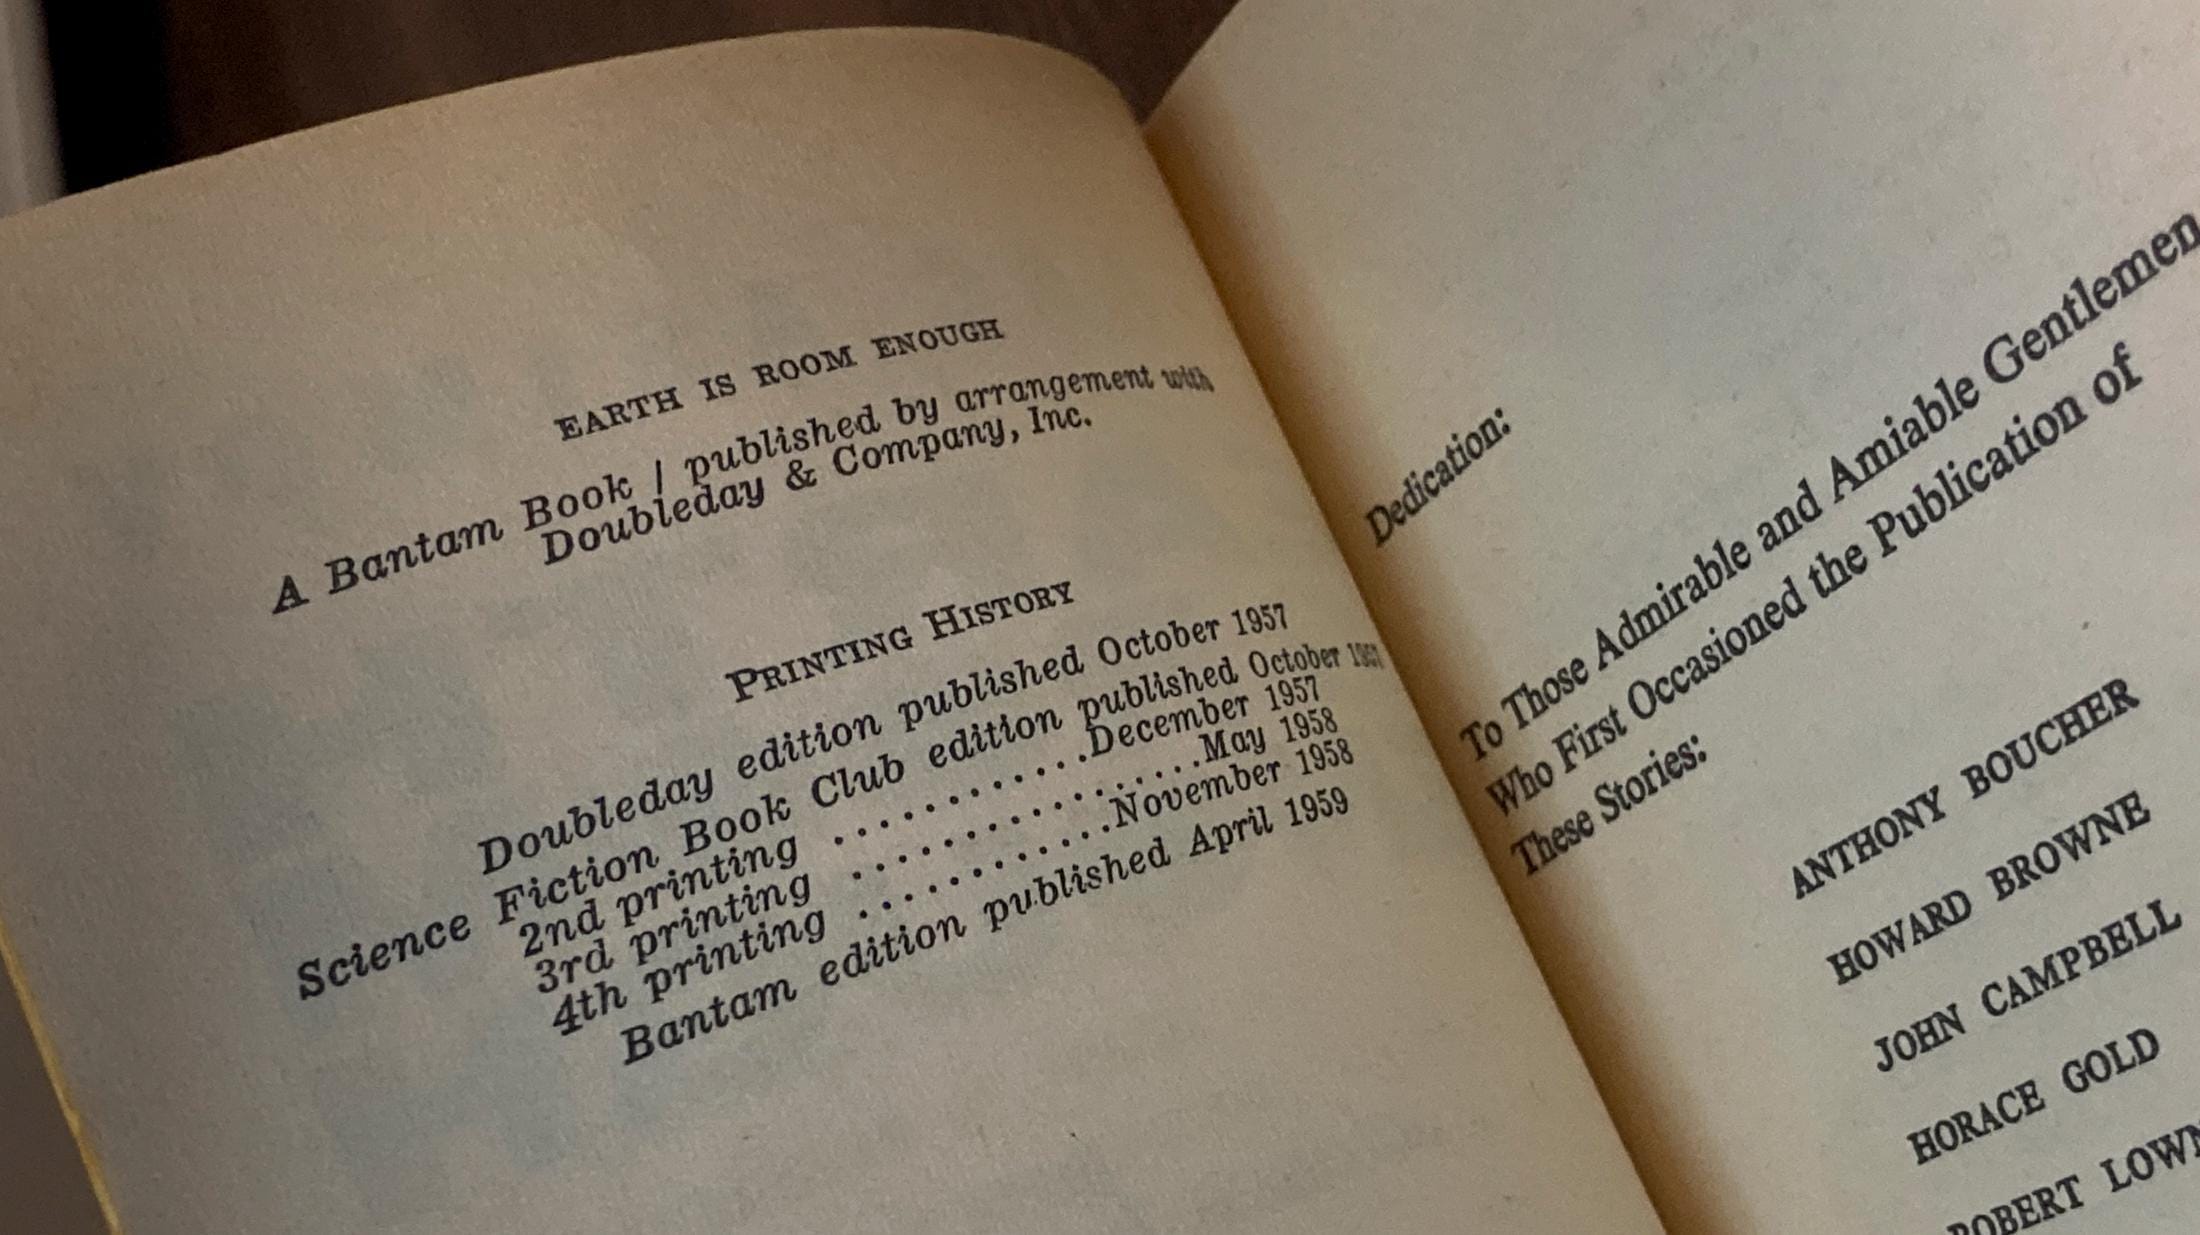 EARTH IS ROOM ENOUGH
A Bantam Book / published by arrangement with
Doubleday & Company, Inc.
PRINTING HISTORY
Doubleday edition published October 1957
Science Fiction Book Club edition published October 1957
2nd printing ...........December 1957
3rd printing ...............May 1958
4th printing ...........November 1958
Bantam edition published April 1959
Dedication:
To Those Admirable and Amiable Gentlemen
Who First Occasioned the Publication of
These Stories:
ANTHONY BOUCHER
HOWARD BROWNE
JOHN CAMPBELL
HORACE GOLD
ROBERT